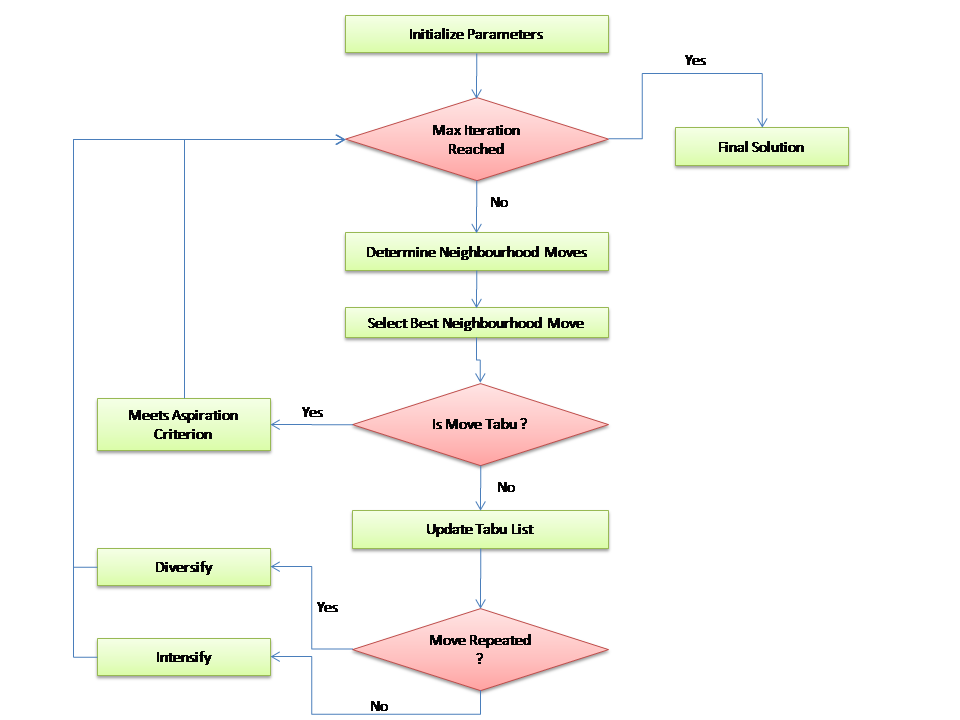 Initialize Parameters
Yes
Max Iteration
Reached
Final Solution
No
Determine Neighbourhood Moves
Select Best Neighbourhood Move
Meets Aspiration
Criterion
Yes
Is Move Tabu ?
No
Update Tabu List
Diversify
Yes
Move Repeated
?
Intensify
No